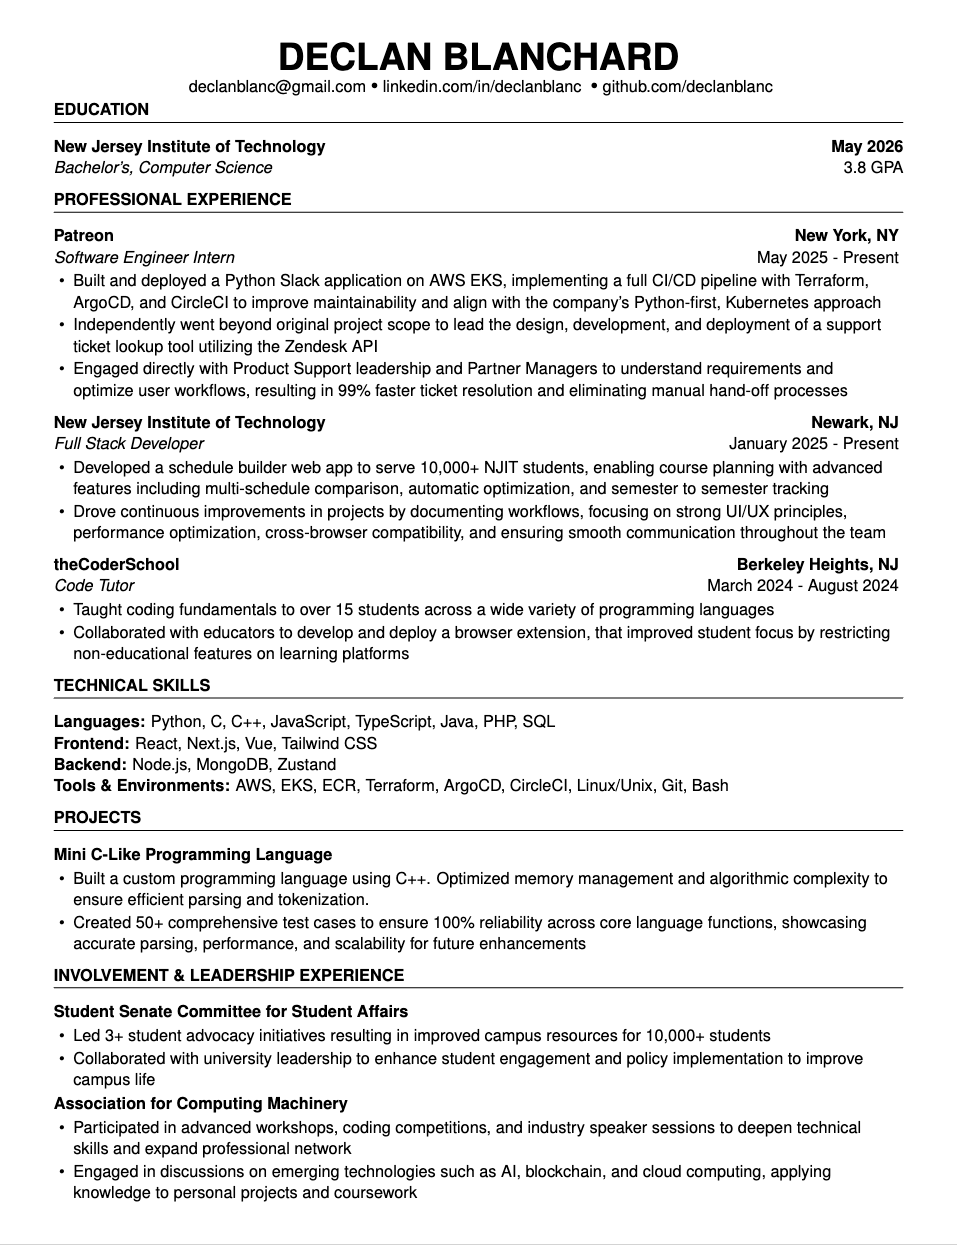 DECLAN BLANCHARD
declanblanc@gmail.com • linkedin.com/in/declanblanc • github.com/declanblanc
EDUCATION
New Jersey Institute of Technology May 2026
Bachelor’s, Computer Science 3.8 GPA
PROFESSIONAL EXPERIENCE
Patreon New York, NY
Software Engineer Intern May 2025 - Present
• Built and deployed a Python Slack application on AWS EKS, implementing a full CI/CD pipeline with Terraform,
ArgoCD, and CircleCI to improve maintainability and align with the company’s Python-first, Kubernetes approach
• Independently went beyond original project scope to lead the design, development, and deployment of a support
ticket lookup tool utilizing the Zendesk API
• Engaged directly with Product Support leadership and Partner Managers to understand requirements and
optimize user workflows, resulting in 99% faster ticket resolution and eliminating manual hand-off processes
New Jersey Institute of Technology Newark, NJ
Full Stack Developer January 2025 - Present
• Developed a schedule builder web app to serve 10,000+ NJIT students, enabling course planning with advanced
features including multi-schedule comparison, automatic optimization, and semester to semester tracking
• Drove continuous improvements in projects by documenting workflows, focusing on strong UI/UX principles,
performance optimization, cross-browser compatibility, and ensuring smooth communication throughout the team
theCoderSchool Berkeley Heights, NJ
Code Tutor March 2024 - August 2024
• Taught coding fundamentals to over 15 students across a wide variety of programming languages
• Collaborated with educators to develop and deploy a browser extension, that improved student focus by restricting
non-educational features on learning platforms
TECHNICAL SKILLS
Languages: Python, C, C++, JavaScript, TypeScript, Java, PHP, SQL
Frontend: React, Next.js, Vue, Tailwind CSS
Backend: Node.js, MongoDB, Zustand
Tools & Environments: AWS, EKS, ECR, Terraform, ArgoCD, CircleCI, Linux/Unix, Git, Bash
PROJECTS
Mini C-Like Programming Language
• Built a custom programming language using C++. Optimized memory management and algorithmic complexity to
ensure efficient parsing and tokenization.
• Created 50+ comprehensive test cases to ensure 100% reliability across core language functions, showcasing
accurate parsing, performance, and scalability for future enhancements
INVOLVEMENT & LEADERSHIP EXPERIENCE
Student Senate Committee for Student Affairs
• Led 3+ student advocacy initiatives resulting in improved campus resources for 10,000+ students
• Collaborated with university leadership to enhance student engagement and policy implementation to improve
campus life
Association for Computing Machinery
• Participated in advanced workshops, coding competitions, and industry speaker sessions to deepen technical
skills and expand professional network
• Engaged in discussions on emerging technologies such as AI, blockchain, and cloud computing, applying
knowledge to personal projects and coursework